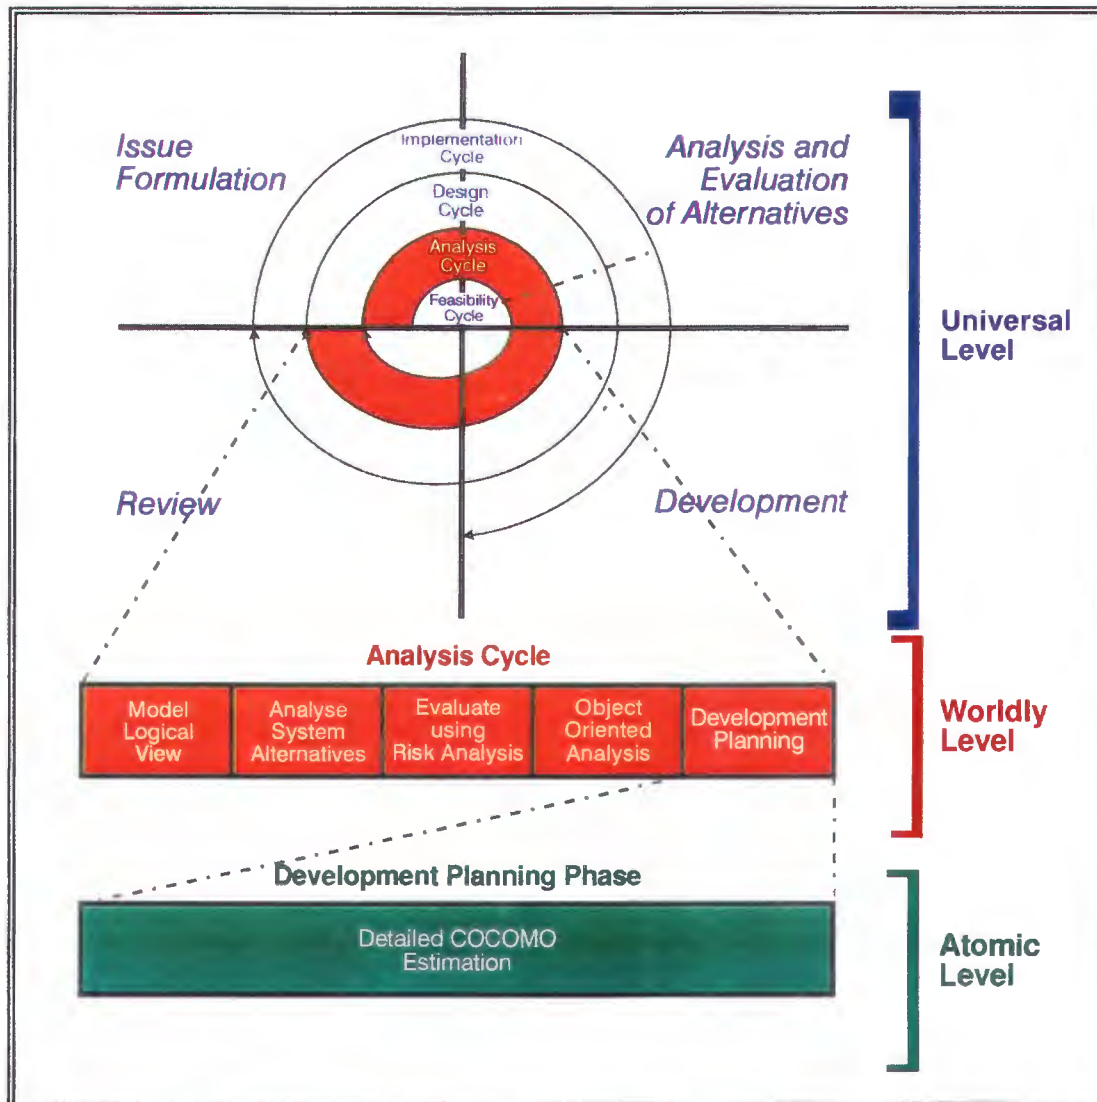 Issue
Formulation
Implementation
Cycle
Design
Cycle
Analysis
Cycle
Feasibility
Cycle
Analysis and
Evaluation
of Alternatives
Universal
Level
Review
Development
Analysis Cycle
Model
Logical
View
Analyse
System
Alternatives
Evaluate
using
Risk Analysis
Object
Oriented
Analysis
Development
Planning
Worldly
Level
Development Planning Phase
Detailed COCOMO
Estimation
Atomic
Level